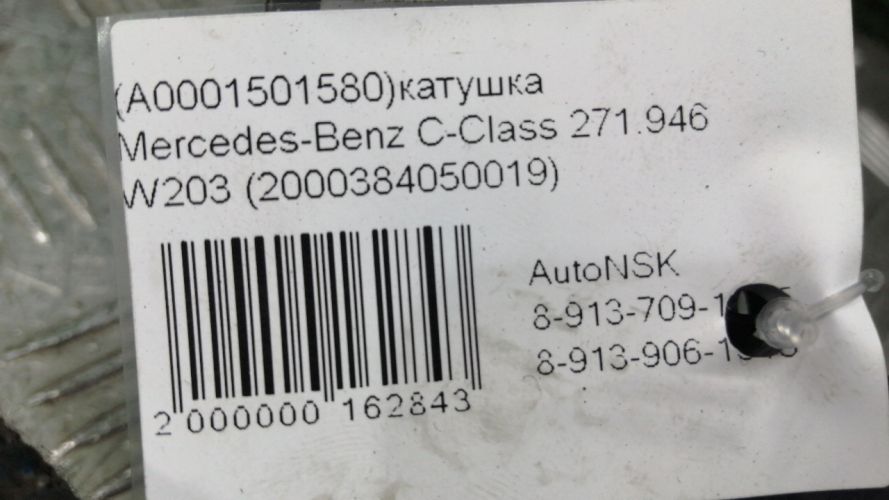 (A0001501580)катушка
Mercedes-Benz C-Class 271.946
W203 (2000384050019)
AutoNSK
2 000000 162843